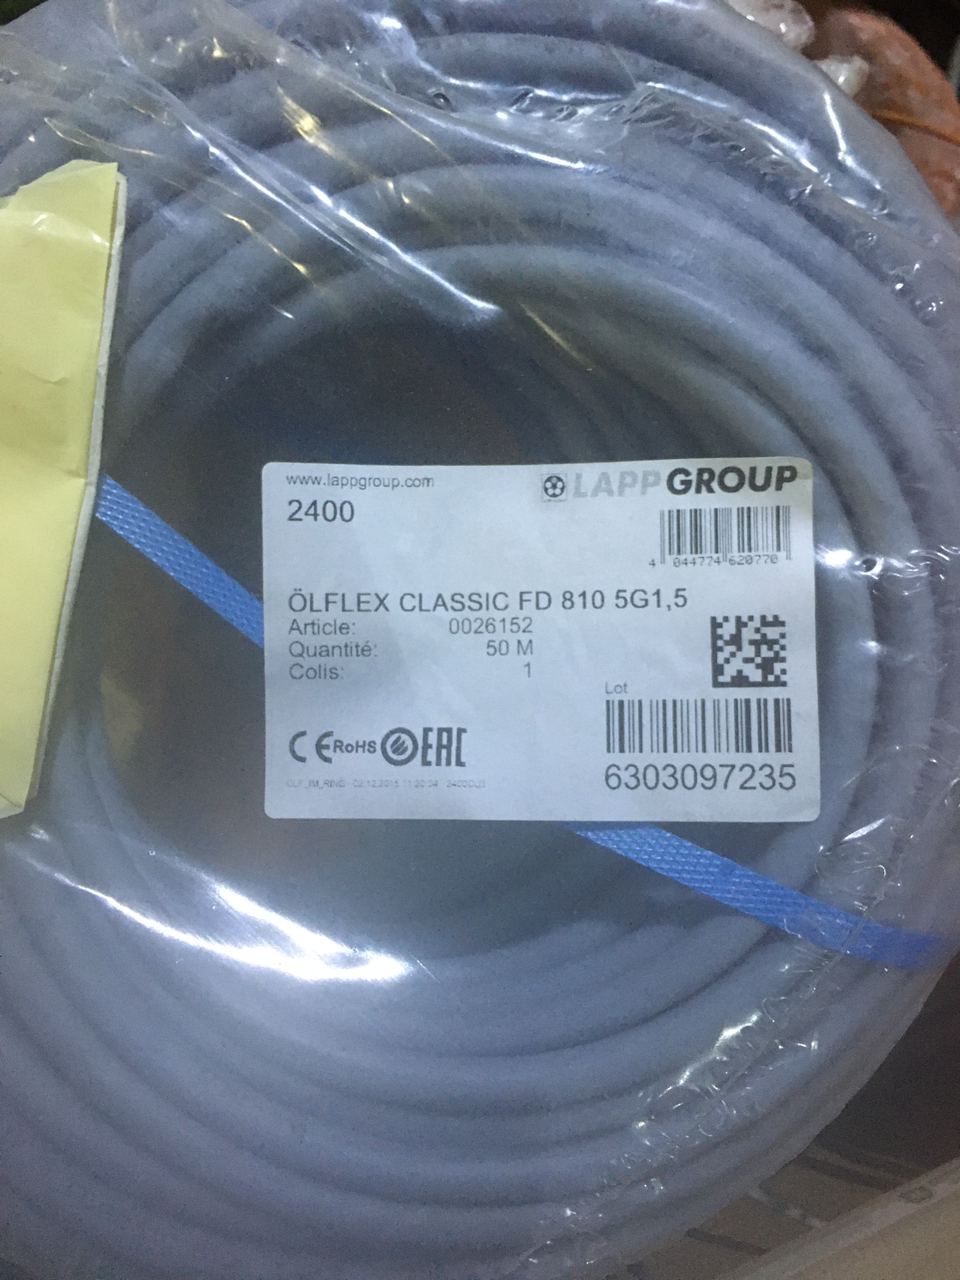 www.lappgroup.com
LAPP GROUP
2400
4 044774 620770
ÖLFLEX CLASSIC FD 810 5G1,5
Article: 0026152
Quantité: 50 M
Colis: 1
Lot
CE RoHS EAC
6303097235